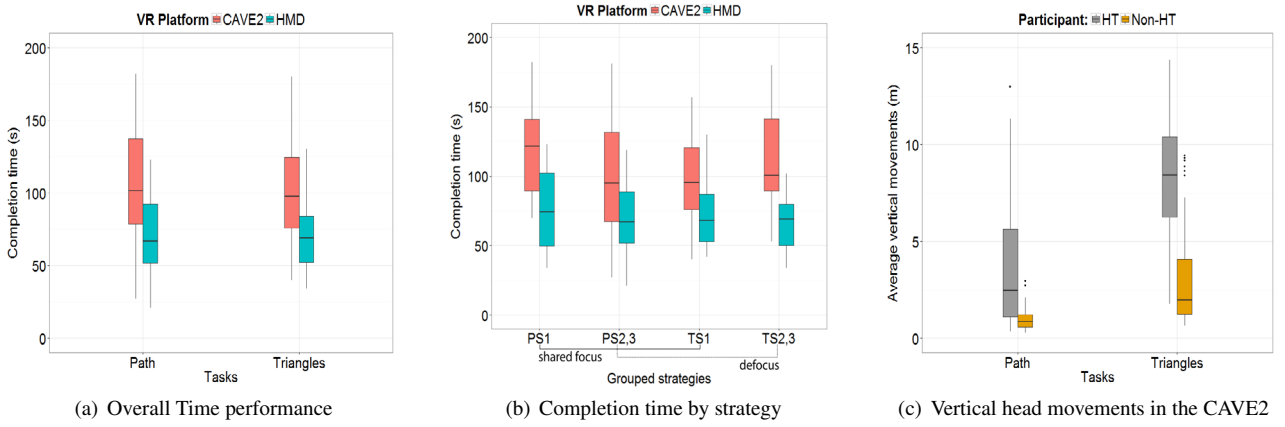 VR Platform CAVE2 HMD
200
150
100
50
0
Completion time (s)
Path Triangles
Tasks
(a) Overall Time performance
VR Platform CAVE2 HMD
200
150
100
50
0
Completion time (s)
PS1 PS2,3 TS1 TS2,3
shared focus defocus
Grouped strategies
(b) Completion time by strategy
Participant: HT Non-HT
15
10
5
0
Average vertical movements (m)
Path Triangles
Tasks
(c) Vertical head movements in the CAVE2